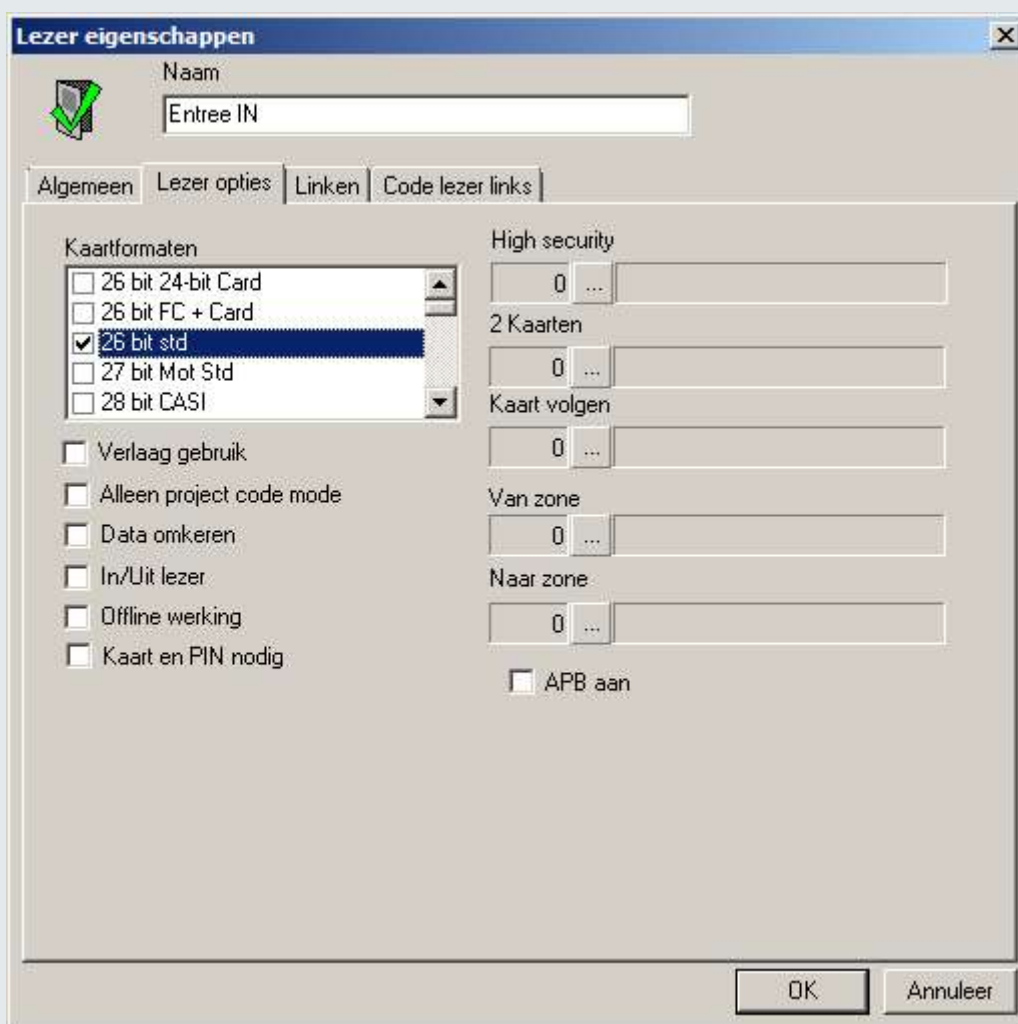 Lezer eigenschappen
Naam
Entree IN
Algemeen Lezer opties Linken Code lezer links
Kaartformaten
26 bit 24-bit Card
26 bit FC + Card
26 bit std
27 bit Mot Std
28 bit CASI
Verlaag gebruik
Alleen project code mode
Data omkeren
In/Uit lezer
Offline werking
Kaart en PIN nodig
High security
0 ...
2 Kaarten
0 ...
Kaart volgen
0 ...
Van zone
0 ...
Naar zone
0 ...
APB aan
OK Annuleer